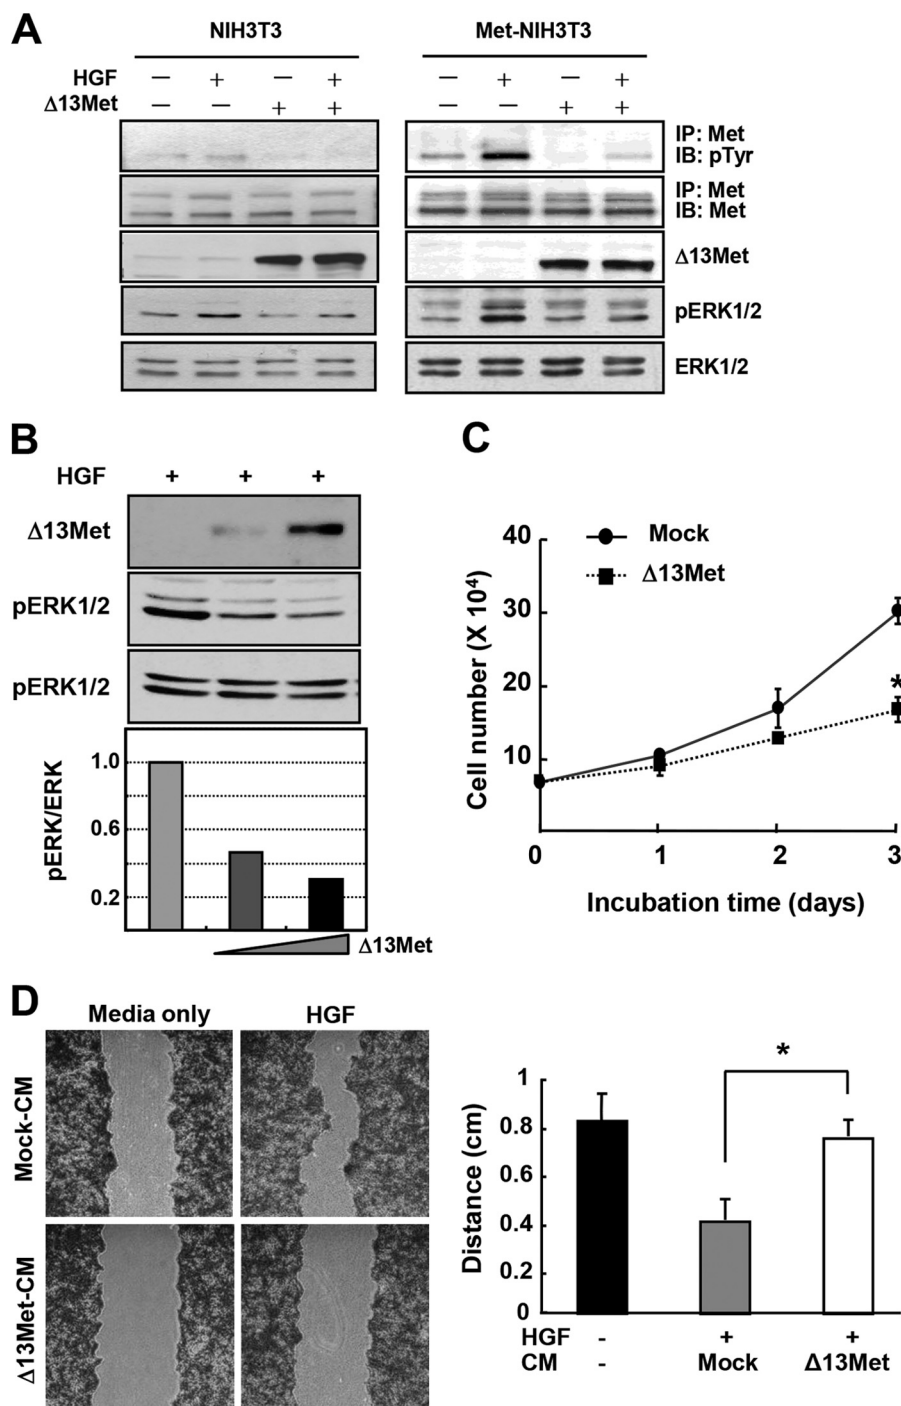 A
NIH3T3
Met-NIH3T3
HGF − + − + − + − +
Δ13Met − − + + − − + +
IP: Met
IB: pTyr
IP: Met
IB: Met
Δ13Met
pERK1/2
ERK1/2
B
HGF + + +
Δ13Met
pERK1/2
pERK1/2
pERK/ERK
1.0
0.6
0.2
Δ13Met
C
Mock
Δ13Met
Cell number (X 10⁴)
40
30
20
10
*
0 1 2 3
Incubation time (days)
D
Media only HGF
Mock-CM
Δ13Met-CM
Distance (cm)
1
0.8
0.6
0.4
0.2
0
*
HGF - + +
CM - Mock Δ13Met